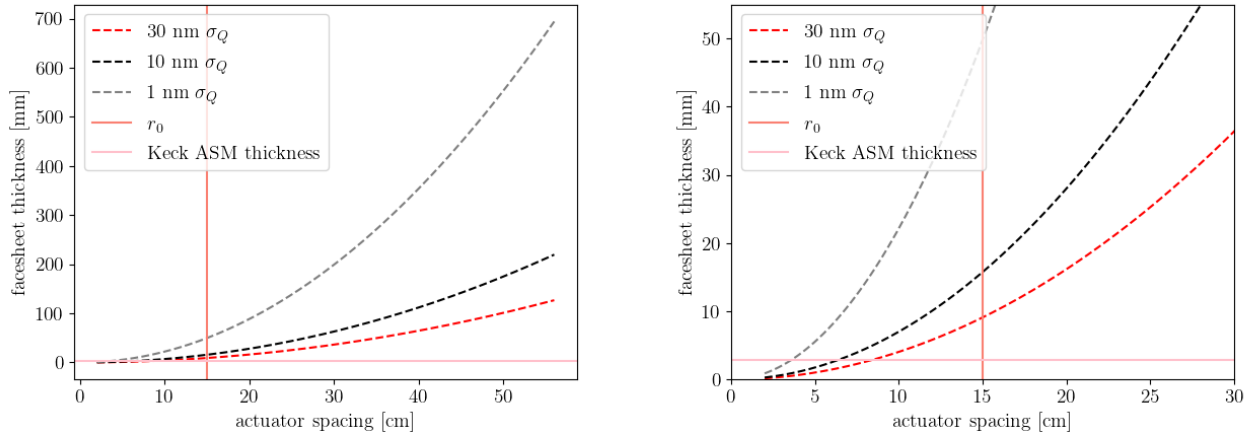 700
600
500
400
300
200
100
0
facesheet thickness [mm]
30 nm σ_Q
10 nm σ_Q
1 nm σ_Q
r_0
Keck ASM thickness
0 10 20 30 40 50
actuator spacing [cm]
50
40
30
20
10
0
facesheet thickness [mm]
30 nm σ_Q
10 nm σ_Q
1 nm σ_Q
r_0
Keck ASM thickness
0 5 10 15 20 25 30
actuator spacing [cm]